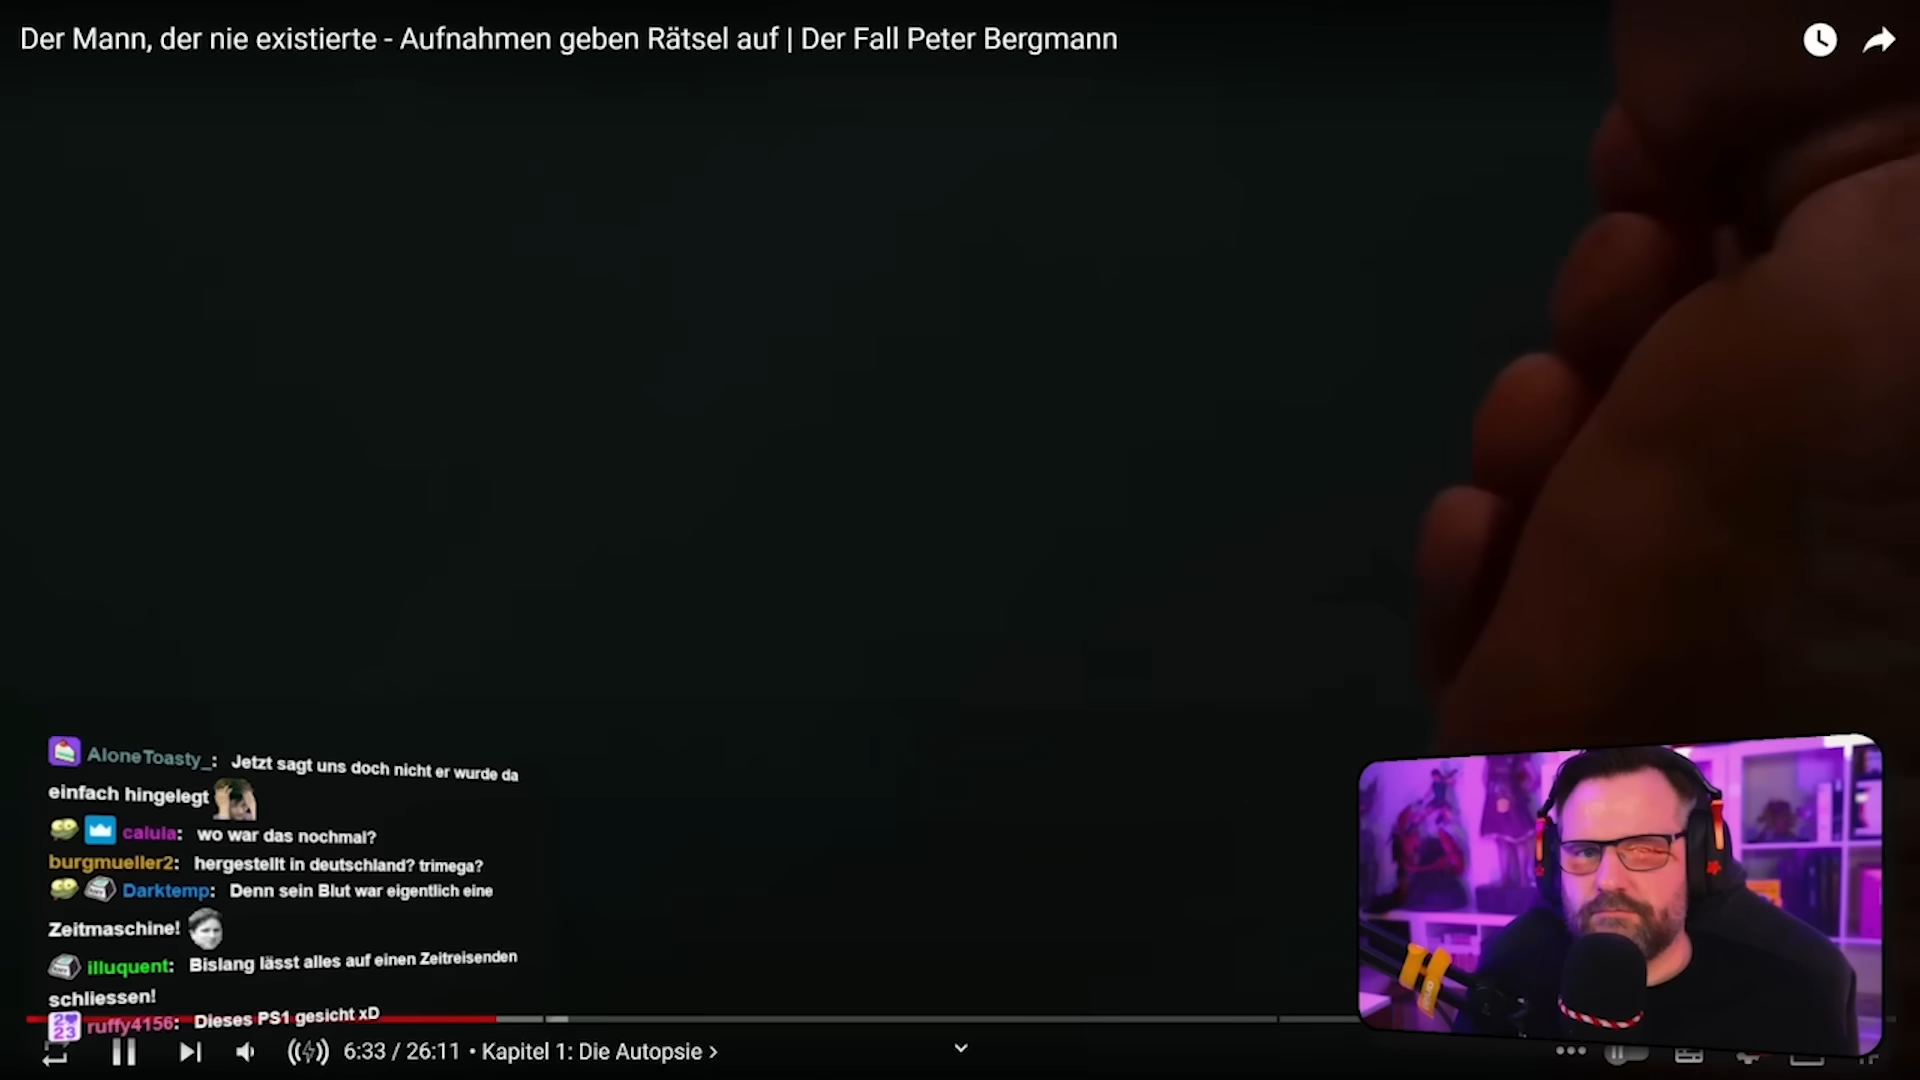 Der Mann, der nie existierte - Aufnahmen geben Rätsel auf | Der Fall Peter Bergmann
AloneToasty_: Jetzt sagt uns doch nicht er wurde da
einfach hingelegt
calula: wo war das nochmal?
burgmueller2: hergestellt in deutschland? trimega?
Darktemp: Denn sein Blut war eigentlich eine
Zeitmaschine!
illuquent: Bislang lässt alles auf einen Zeitreisenden
schliessen!
ruffy4156: Dieses PS1 gesicht xD
6:33 / 26:11 • Kapitel 1: Die Autopsie